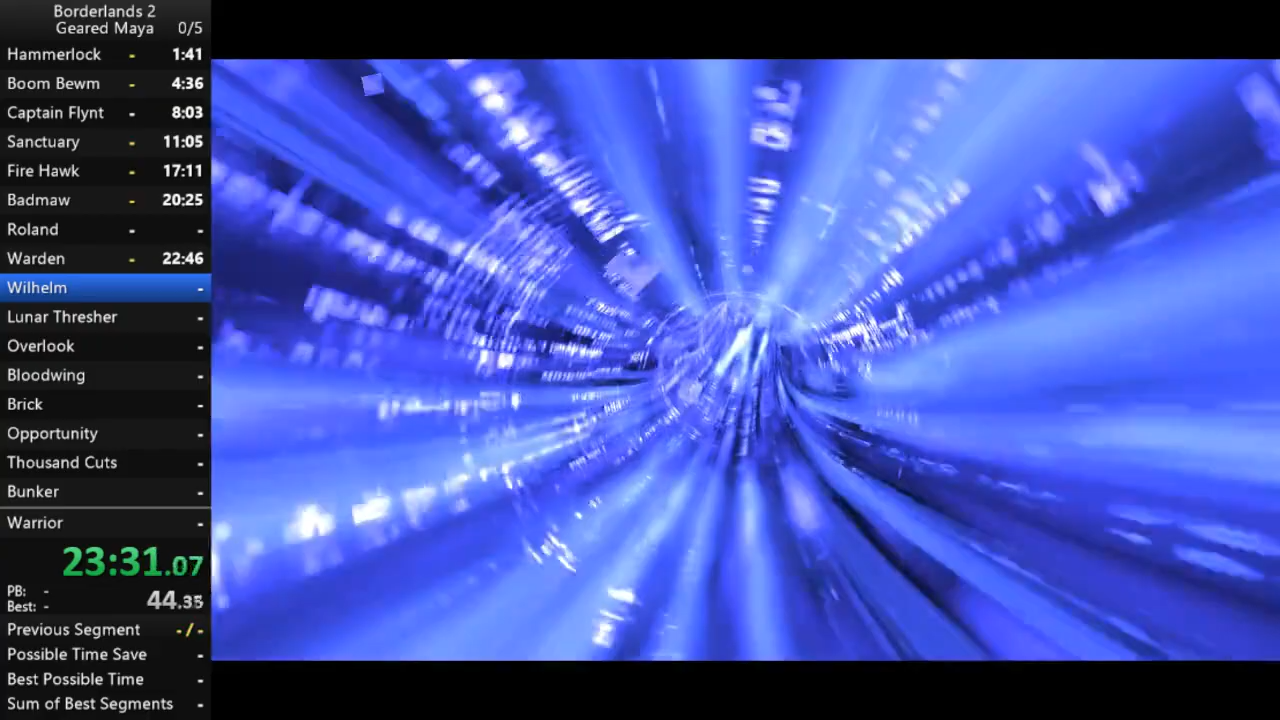 Borderlands 2
Geared Maya 0/5
Hammerlock - 1:41
Boom Bewm - 4:36
Captain Flynt - 8:03
Sanctuary - 11:05
Fire Hawk - 17:11
Badmaw - 20:25
Roland - -
Warden - 22:46
Wilhelm -
Lunar Thresher -
Overlook -
Bloodwing -
Brick -
Opportunity -
Thousand Cuts -
Bunker -
Warrior -
23:31.07
PB: -
Best: - 44.35
Previous Segment -/-
Possible Time Save -
Best Possible Time -
Sum of Best Segments -